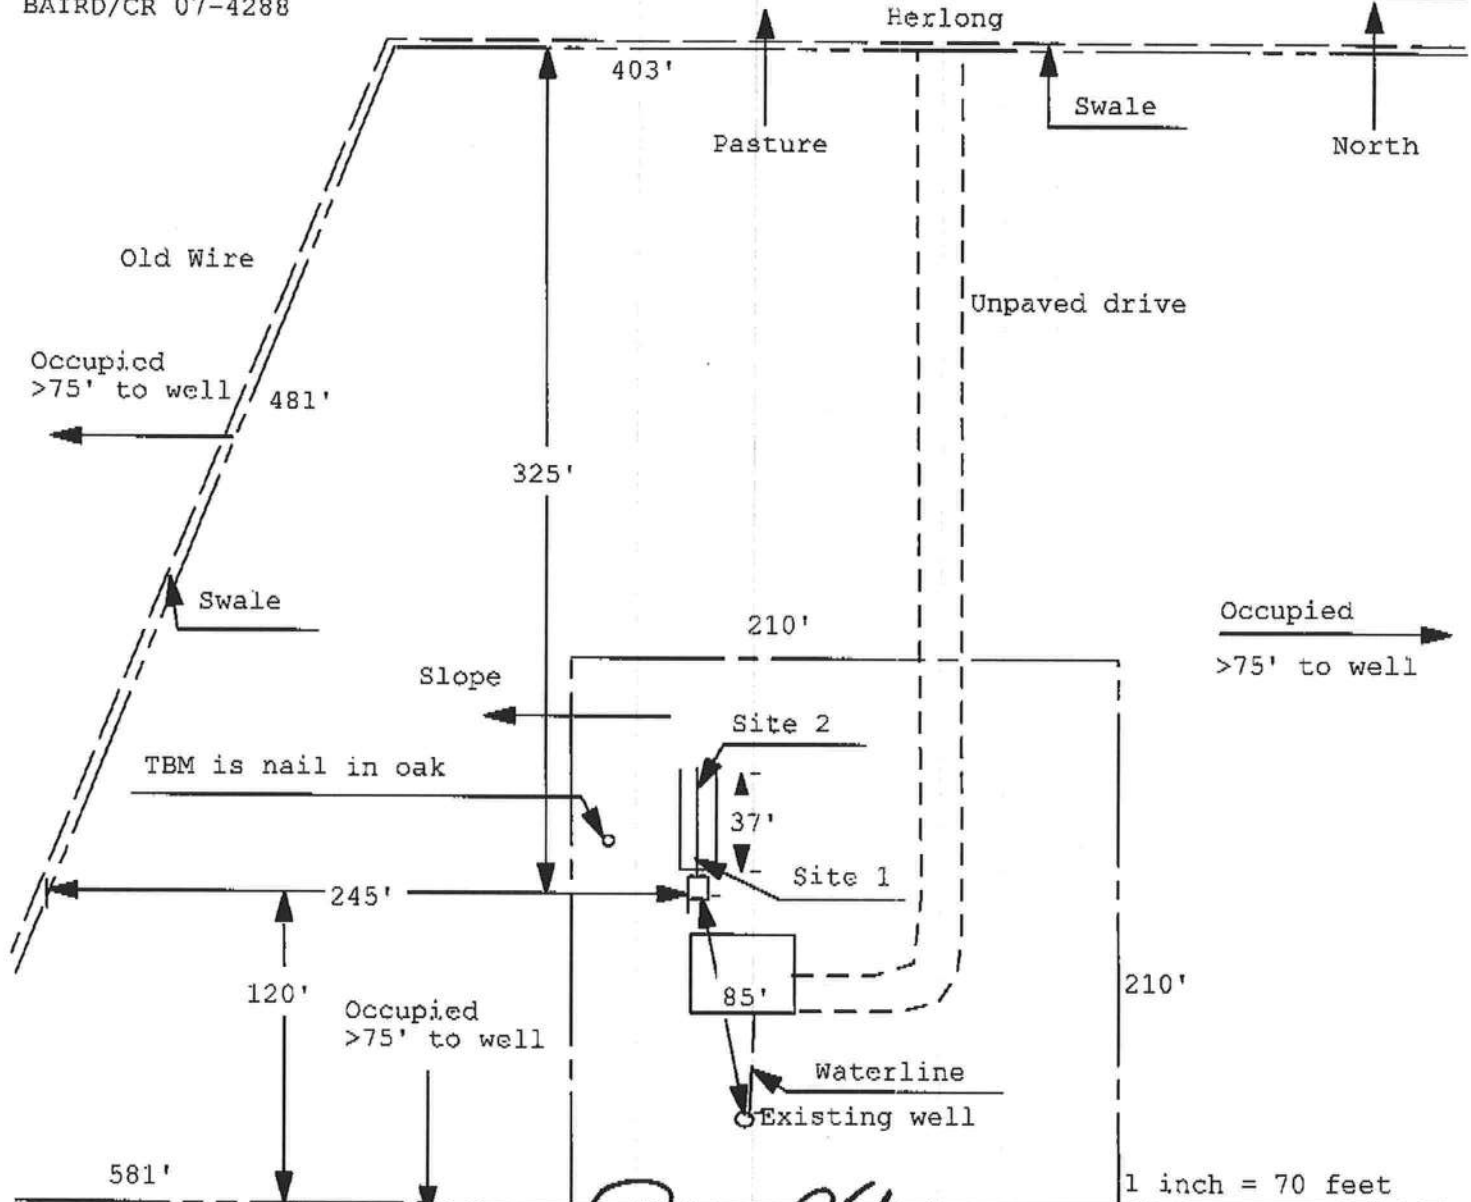 BAIRD/CR 07-4288
Herlong
403'
Swale
Pasture
North
Old Wire
Unpaved drive
Occupied
>75' to well
481'
325'
Swale
210'
Occupied
>75' to well
Slope
Site 2
TBM is nail in oak
37'
Site 1
245'
120'
85'
210'
Occupied
>75' to well
Waterline
Existing well
581'
1 inch = 70 feet